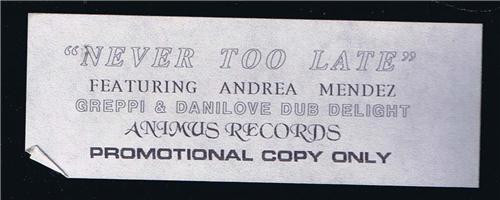 "NEVER TOO LATE"
FEATURING ANDREA MENDEZ
GREPPI & DANILOVE DUB DELIGHT
ANIMUS RECORDS
PROMOTIONAL COPY ONLY